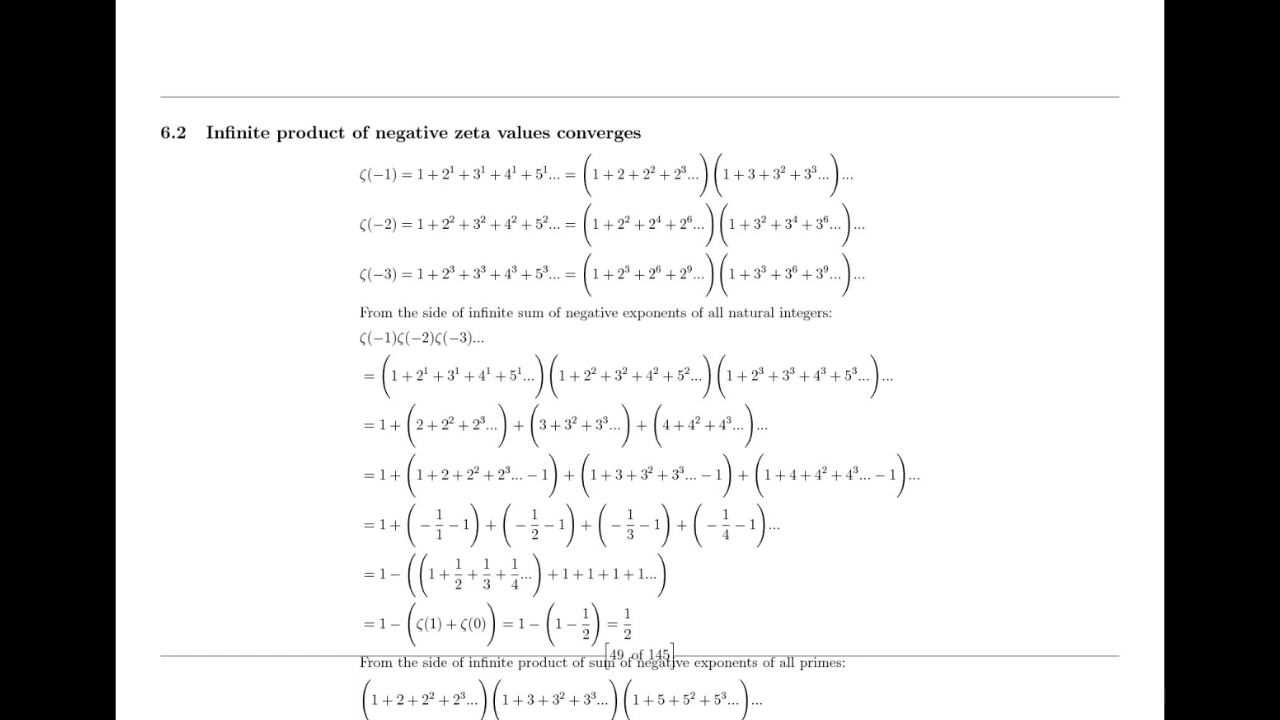 6.2 Infinite product of negative zeta values converges
ζ(−1) = 1 + 2¹ + 3¹ + 4¹ + 5¹... = (1 + 2 + 2² + 2³...)(1 + 3 + 3² + 3³...)...
ζ(−2) = 1 + 2² + 3² + 4² + 5²... = (1 + 2² + 2⁴ + 2⁶...)(1 + 3² + 3⁴ + 3⁶...)...
ζ(−3) = 1 + 2³ + 3³ + 4³ + 5³... = (1 + 2³ + 2⁶ + 2⁹...)(1 + 3³ + 3⁶ + 3⁹...)...
From the side of infinite sum of negative exponents of all natural integers:
ζ(−1)ζ(−2)ζ(−3)...
= (1 + 2¹ + 3¹ + 4¹ + 5¹...)(1 + 2² + 3² + 4² + 5²...)(1 + 2³ + 3³ + 4³ + 5³...)...
= 1 + (2 + 2² + 2³...) + (3 + 3² + 3³...) + (4 + 4² + 4³...)...
= 1 + (1 + 2 + 2² + 2³... − 1) + (1 + 3 + 3² + 3³... − 1) + (1 + 4 + 4² + 4³... − 1)...
= 1 + (−1/1 − 1) + (−1/2 − 1) + (−1/3 − 1) + (−1/4 − 1)...
= 1 − ((1 + 1/2 + 1/3 + 1/4...) + 1 + 1 + 1 + 1...)
= 1 − (ζ(1) + ζ(0)) = 1 − (1 − 1/2) = 1/2
[49 of 145]
From the side of infinite product of sum of negative exponents of all primes:
(1 + 2 + 2² + 2³...)(1 + 3 + 3² + 3³...)(1 + 5 + 5² + 5³...)...